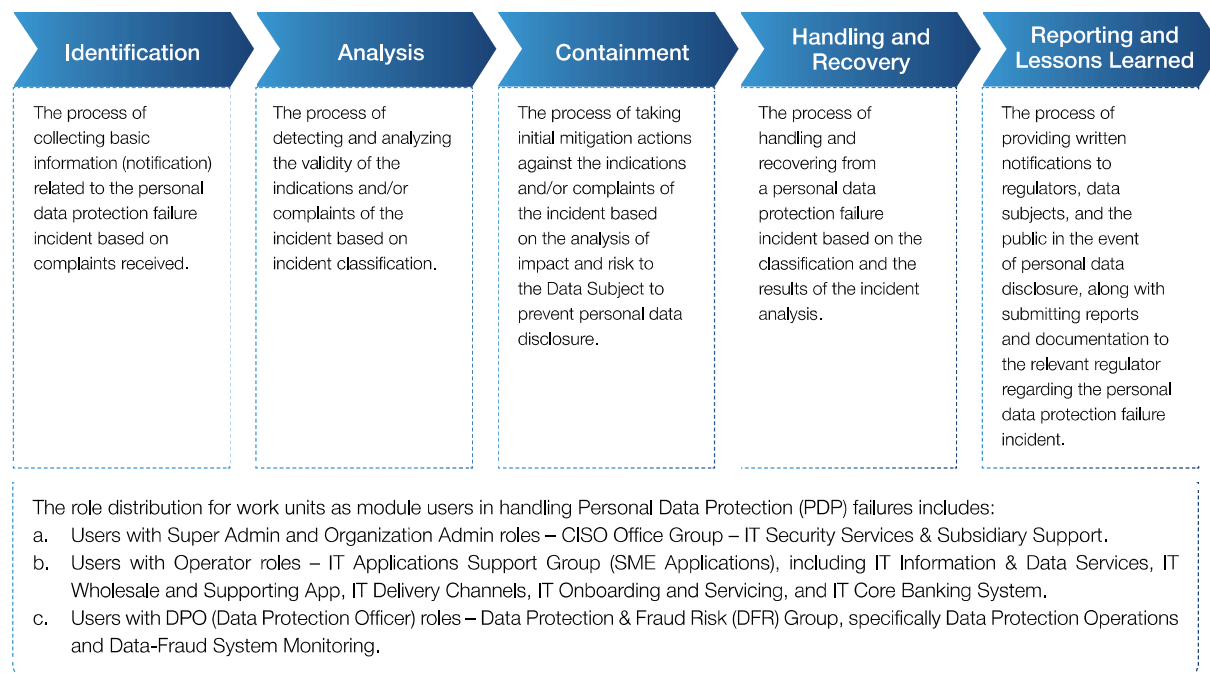 Identification
The process of
collecting basic
information (notification)
related to the personal
data protection failure
incident based on
complaints received.
Analysis
The process of
detecting and analyzing
the validity of the
indications and/or
complaints of the
incident based on
incident classification.
Containment
The process of taking
initial mitigation actions
against the indications
and/or complaints of
the incident based
on the analysis of
impact and risk to
the Data Subject to
prevent personal data
disclosure.
Handling and
Recovery
The process of
handling and
recovering from
a personal data
protection failure
incident based on the
classification and the
results of the incident
analysis.
Reporting and
Lessons Learned
The process of
providing written
notifications to
regulators, data
subjects, and the
public in the event
of personal data
disclosure, along with
submitting reports
and documentation to
the relevant regulator
regarding the personal
data protection failure
incident.
The role distribution for work units as module users in handling Personal Data Protection (PDP) failures includes:
a. Users with Super Admin and Organization Admin roles – CISO Office Group – IT Security Services & Subsidiary Support.
b. Users with Operator roles – IT Applications Support Group (SME Applications), including IT Information & Data Services, IT
Wholesale and Supporting App, IT Delivery Channels, IT Onboarding and Servicing, and IT Core Banking System.
c. Users with DPO (Data Protection Officer) roles – Data Protection & Fraud Risk (DFR) Group, specifically Data Protection Operations
and Data-Fraud System Monitoring.